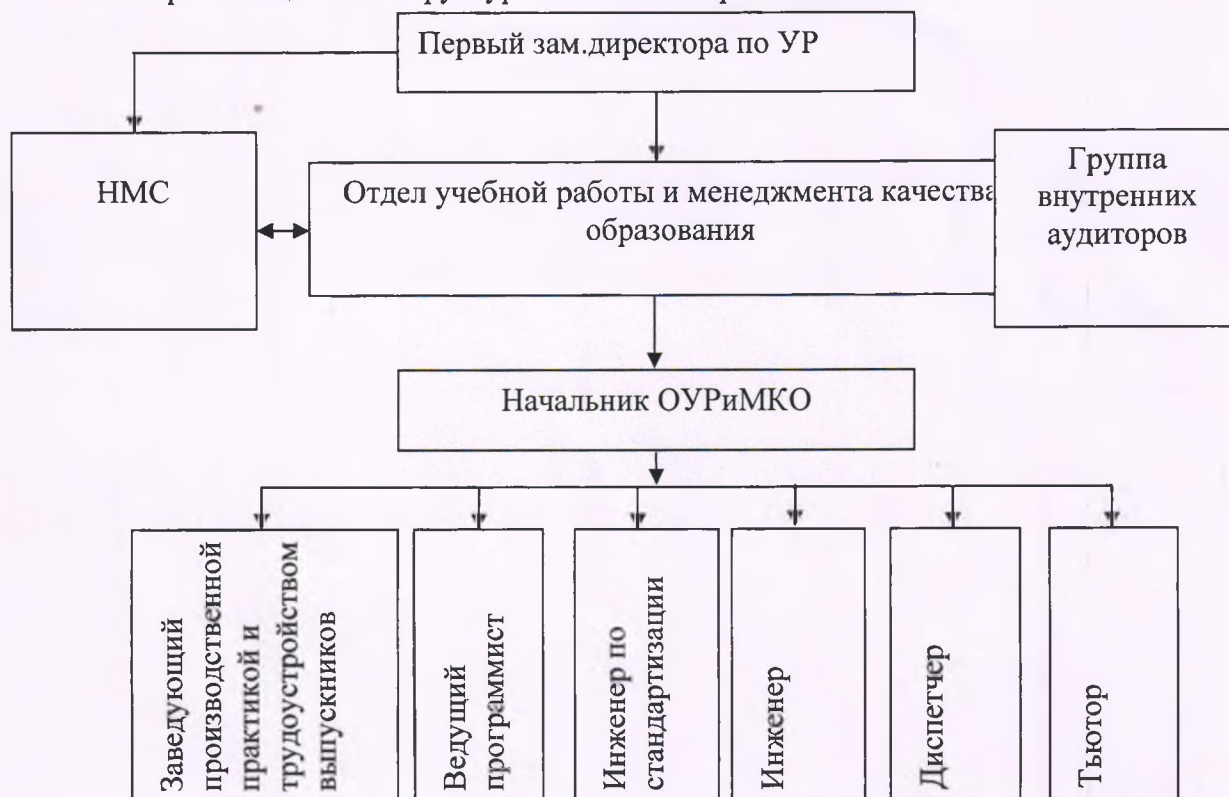 Первый зам.директора по УР
НМС
Отдел учебной работы и менеджмента качества
образования
Группа
внутренних
аудиторов
Начальник ОУРиМКО
Заведующий
производственной
практикой и
трудоустройством
выпускников
Ведущий
программист
Инженер по
стандартизации
Инженер
Диспетчер
Тьютор